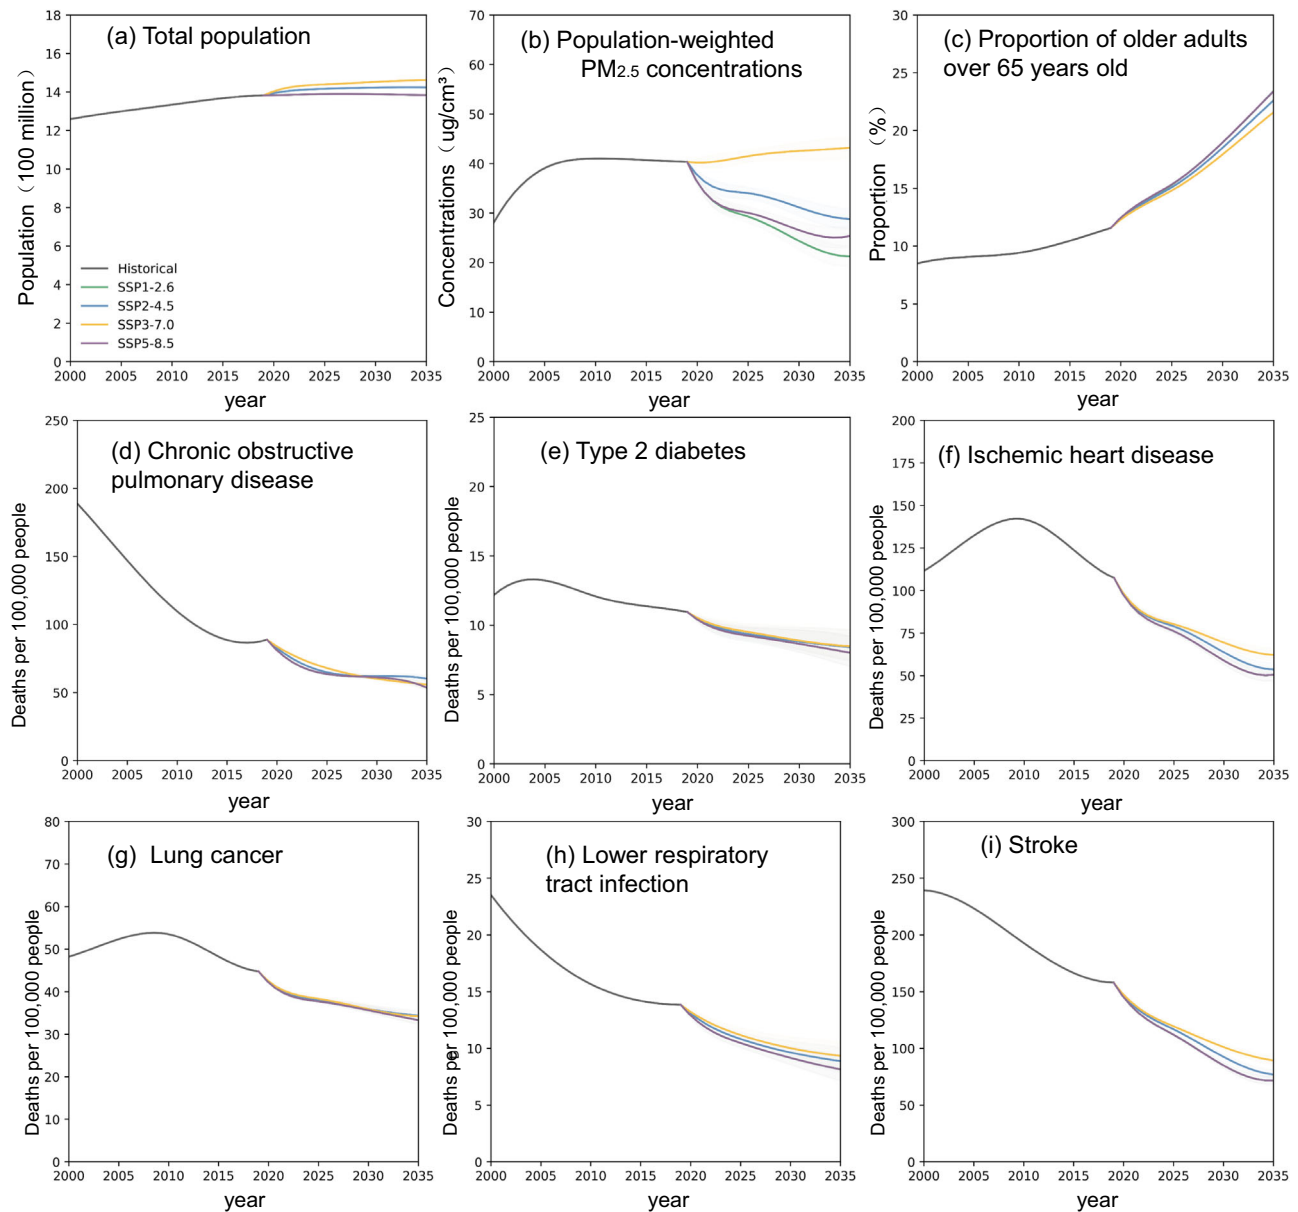 (a) Total population
Population（100 million）
18
16
14
12
10
8
6
4
2
0
Historical
SSP1-2.6
SSP2-4.5
SSP3-7.0
SSP5-8.5
2000 2005 2010 2015 2020 2025 2030 2035
year
(b) Population-weighted
PM2.5 concentrations
Concentrations（ug/cm³）
70
60
50
40
30
20
10
0
2000 2005 2010 2015 2020 2025 2030 2035
year
(c) Proportion of older adults
over 65 years old
Proportion （%）
30%
25%
20%
15%
10%
5%
0%
2000 2005 2010 2015 2020 2025 2030 2035
year
(d) Chronic obstructive
pulmonary disease
Deaths per 100,000 people
250
200
150
100
50
0
2000 2005 2010 2015 2020 2025 2030 2035
year
(e) Type 2 diabetes
Deaths per 100,000 people
25
20
15
10
5
0
2000 2005 2010 2015 2020 2025 2030 2035
year
(f) Ischemic heart disease
Deaths per 100,000 people
200
175
150
125
100
75
50
25
0
2000 2005 2010 2015 2020 2025 2030 2035
year
(g) Lung cancer
Deaths per 100,000 people
80
70
60
50
40
30
20
10
0
2000 2005 2010 2015 2020 2025 2030 2035
year
(h) Lower respiratory
tract infection
Deaths per 100,000 people
30
25
20
15
10
5
0
2000 2005 2010 2015 2020 2025 2030 2035
year
(i) Stroke
Deaths per 100,000 people
300
250
200
150
100
50
0
2000 2005 2010 2015 2020 2025 2030 2035
year